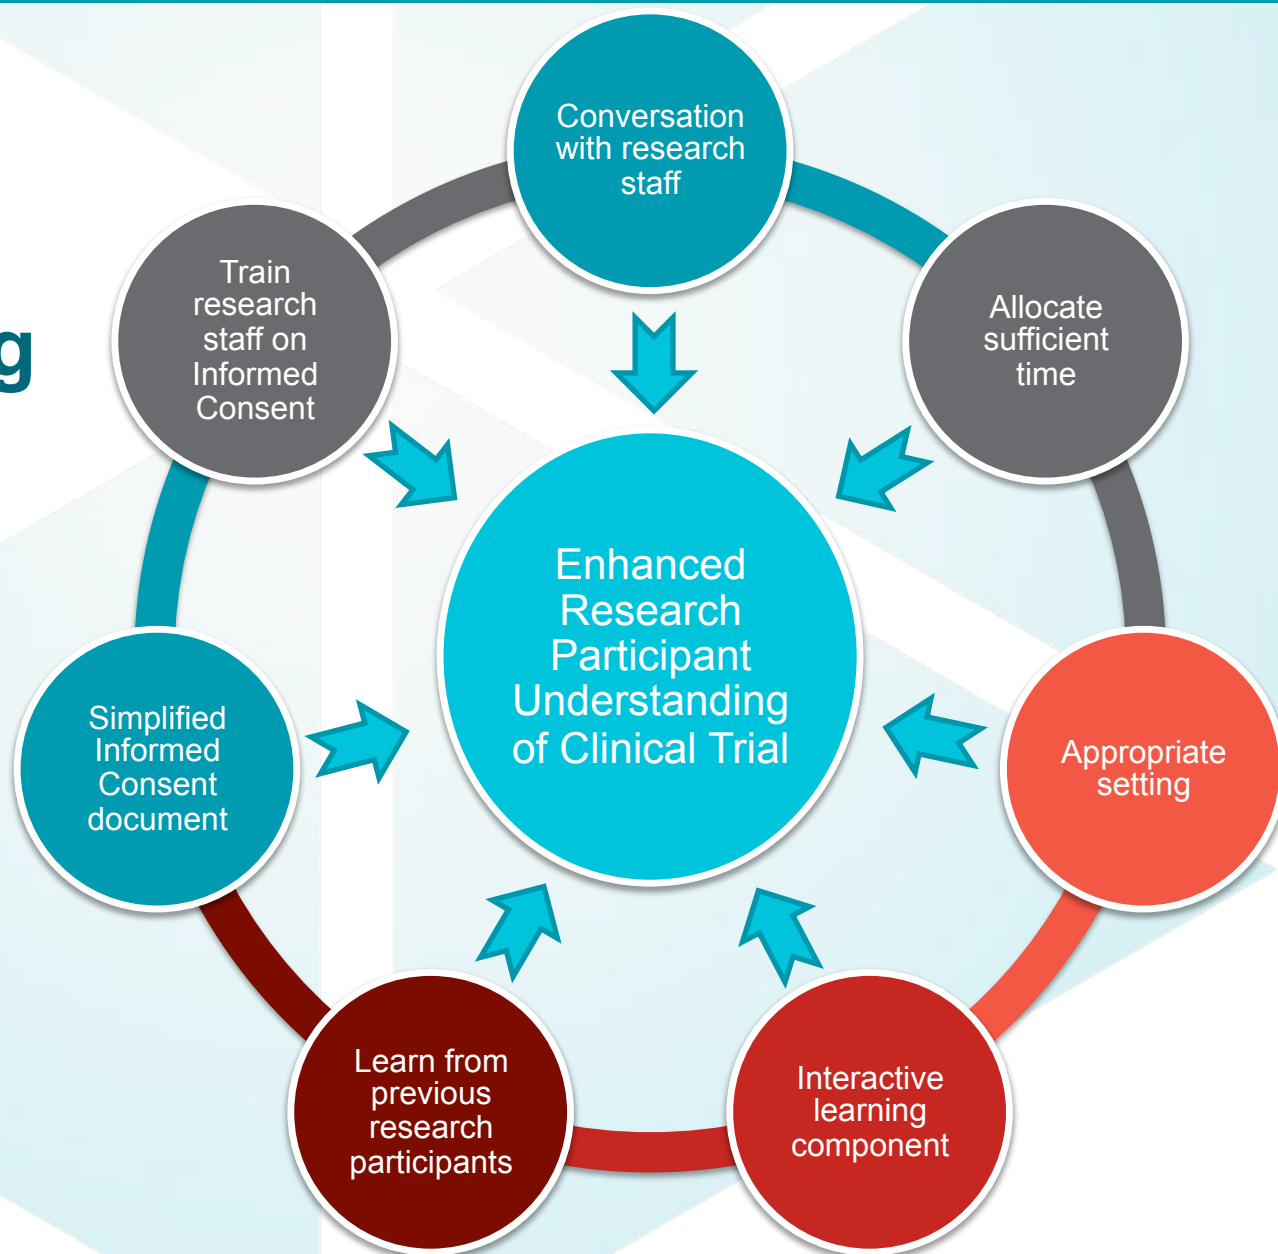 g
Conversation
with research
staff
Allocate
sufficient
time
Appropriate
setting
Interactive
learning
component
Learn from
previous
research
participants
Simplified
Informed
Consent
document
Train
research
staff on
Informed
Consent
Enhanced
Research
Participant
Understanding
of Clinical Trial